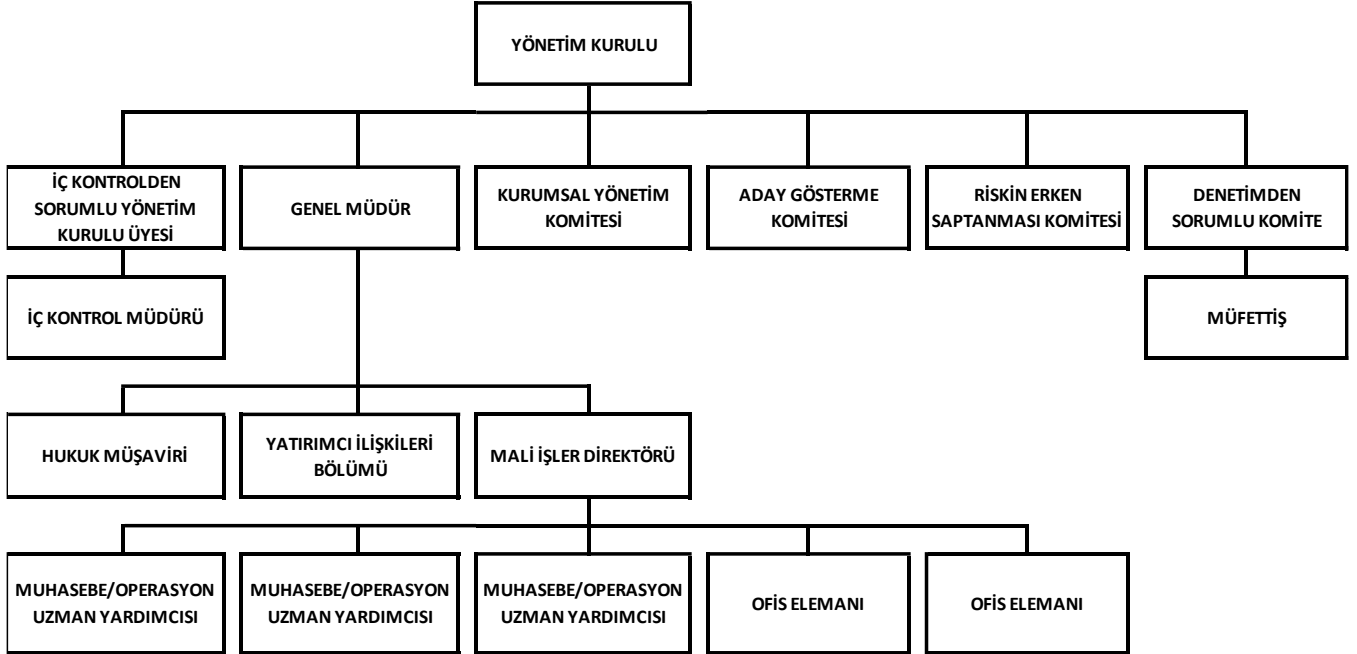 YÖNETİM KURULU
İÇ KONTROLDEN
SORUMLU YÖNETİM
KURULU ÜYESİ
GENEL MÜDÜR
KURUMSAL YÖNETİM
KOMİTESİ
ADAY GÖSTERME
KOMİTESİ
RİSKİN ERKEN
SAPTANMASI KOMİTESİ
DENETİMDEN
SORUMLU KOMİTE
İÇ KONTROL MÜDÜRÜ
MÜFETTİŞ
HUKUK MÜŞAVİRİ
YATIRIMCI İLİŞKİLERİ
BÖLÜMÜ
MALİ İŞLER DİREKTÖRÜ
MUHASEBE/OPERASYON
UZMAN YARDIMCISI
MUHASEBE/OPERASYON
UZMAN YARDIMCISI
MUHASEBE/OPERASYON
UZMAN YARDIMCISI
OFİS ELEMANI
OFİS ELEMANI